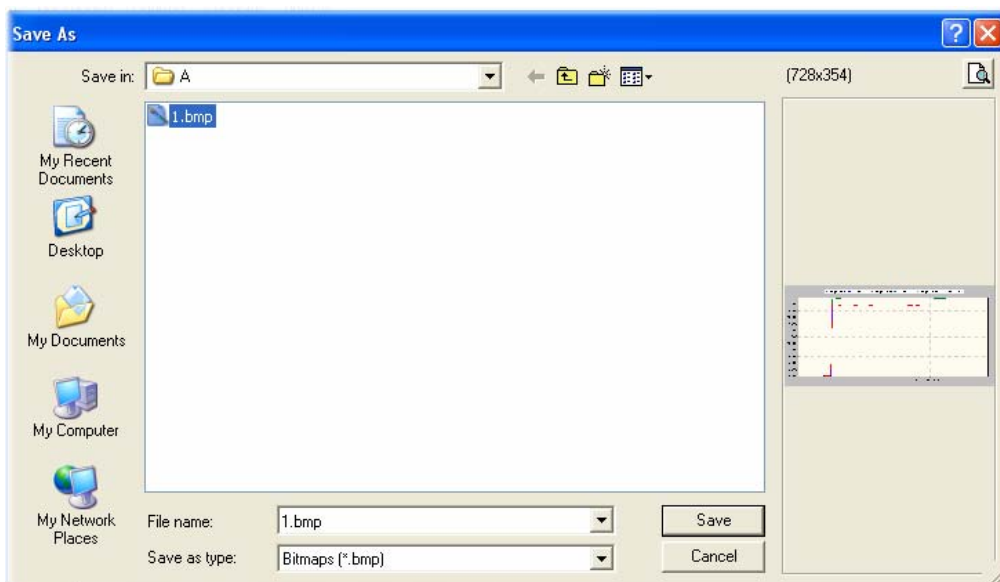 Save As
Save in:
A
(728x354)
1.bmp
My Recent
Documents
Desktop
My Documents
My Computer
My Network
Places
File name:
1.bmp
Save
Save as type:
Bitmaps (*.bmp)
Cancel